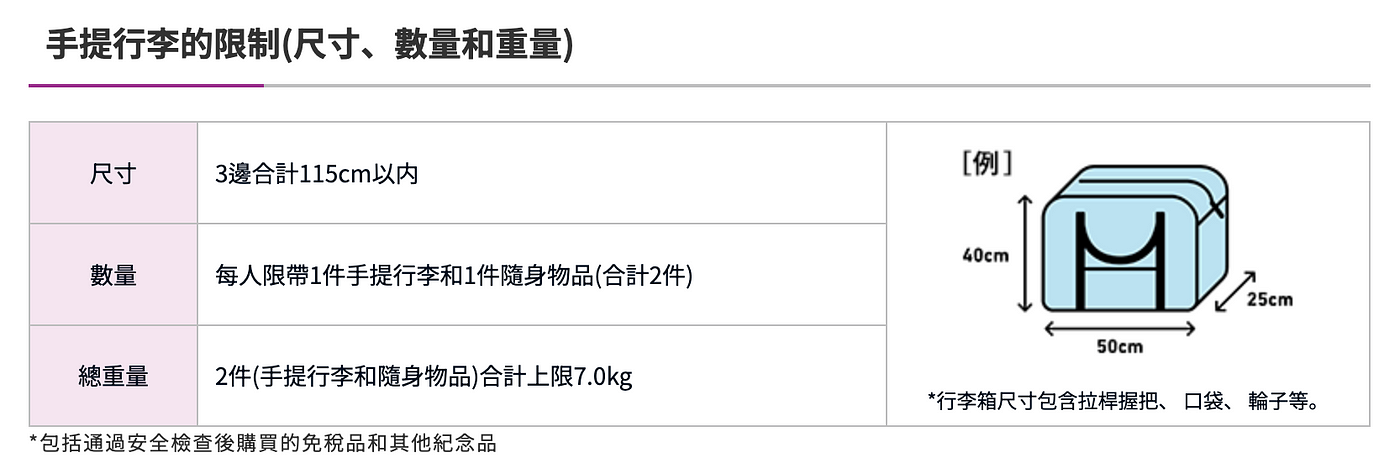 手提行李的限制(尺寸、數量和重量)
尺寸
3邊合計115cm以内
數量
每人限帶1件手提行李和1件隨身物品(合計2件)
總重量
2件(手提行李和隨身物品)合計上限7.0kg
[例]
40cm
25cm
50cm
*行李箱尺寸包含拉桿握把、 口袋、 輪子等。
*包括通過安全檢查後購買的免稅品和其他紀念品